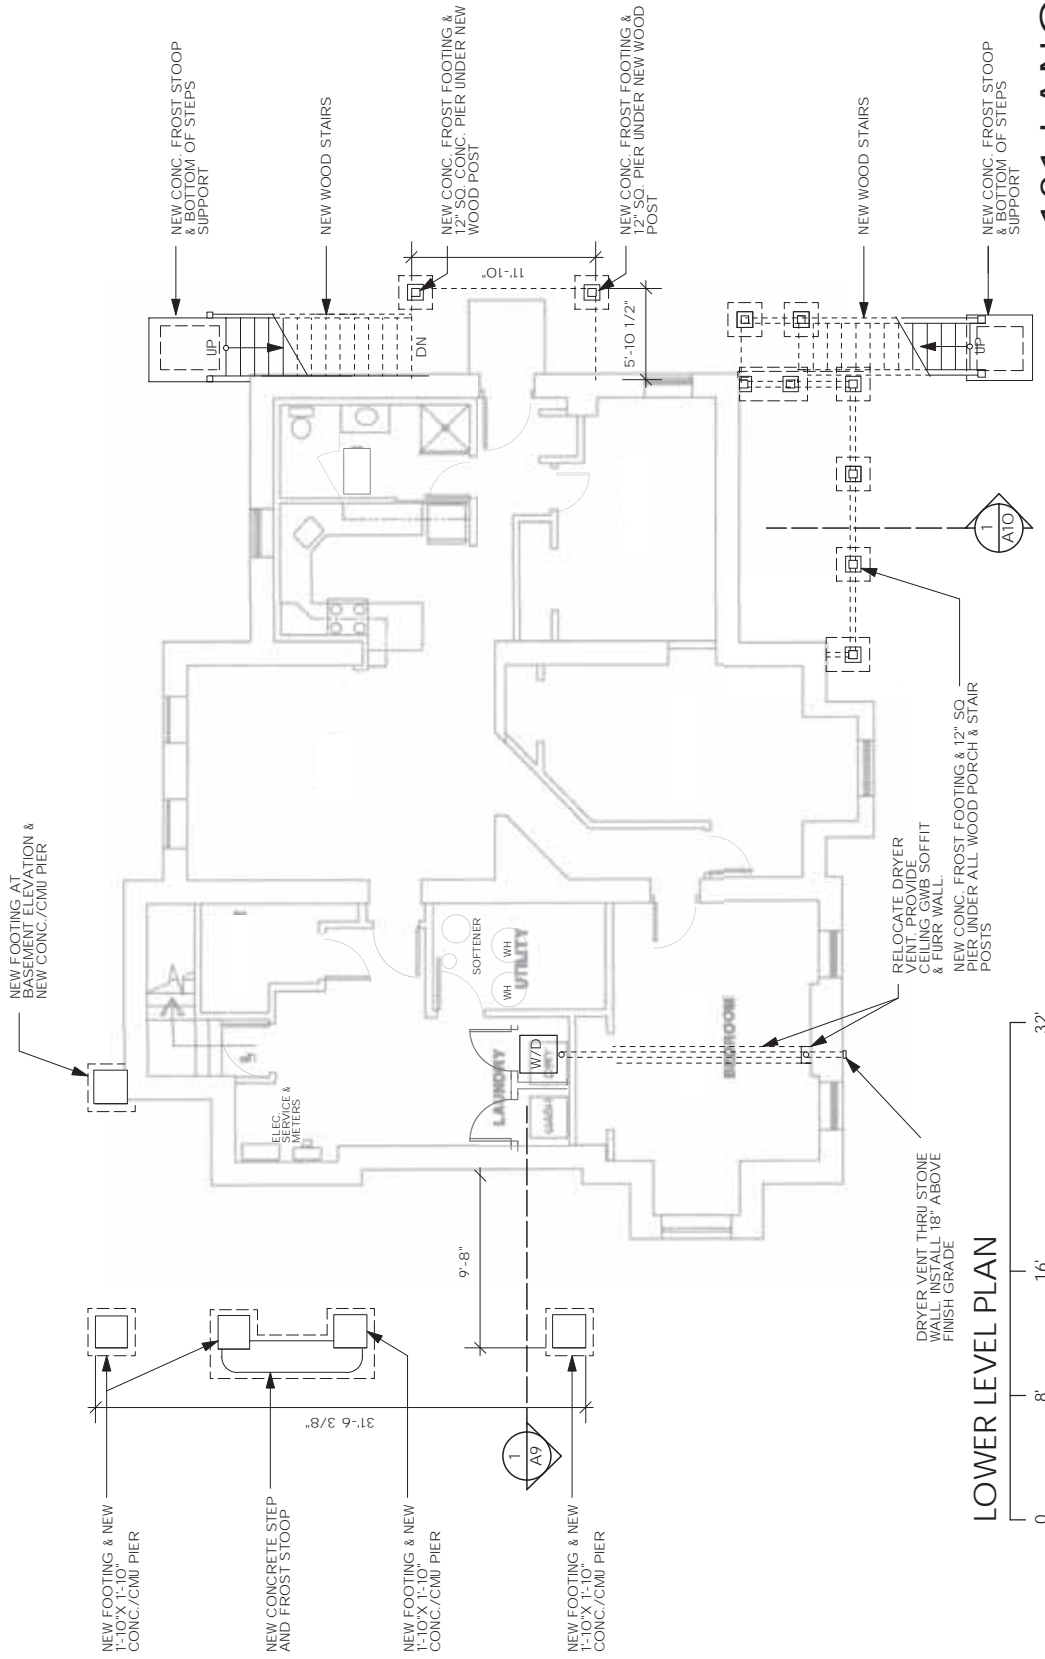 NEW FOOTING & NEW
1'-10"X 1'-10"
CONC./CMU PIER
NEW CONCRETE STEP
AND FROST STOOP
NEW FOOTING & NEW
1'-10"X 1'-10"
CONC./CMU PIER
NEW FOOTING & NEW
1'-10"X 1'-10"
CONC./CMU PIER
31'-6 3/8"
1
A9
9'-8"
NEW FOOTING AT
BASEMENT ELEVATION &
NEW CONC./CMU PIER
ELEC.
SERVICE &
METERS
LAUNDRY
W/D
SOFTENER
WH
WH
UTILITY
BEDROOM
DRYER VENT THRU STONE
WALL. INSTALL 18" ABOVE
FINISH GRADE
RELOCATE DRYER
VENT. PROVIDE
CEILING GWB SOFFIT
& FURR WALL.
NEW CONC. FROST FOOTING & 12" SQ
PIER UNDER ALL WOOD PORCH & STAIR
POSTS
1
A10
UP
DN
UP
11'-10"
5'-10 1/2"
NEW CONC. FROST STOOP
& BOTTOM OF STEPS
SUPPORT
NEW WOOD STAIRS
NEW CONC. FROST FOOTING &
12" SQ. CONC. PIER UNDER NEW
WOOD POST
NEW CONC. FROST FOOTING &
12" SQ. PIER UNDER NEW WOOD
POST
NEW WOOD STAIRS
NEW CONC. FROST STOOP
& BOTTOM OF STEPS
SUPPORT
LOWER LEVEL PLAN
0 8' 16' 32'